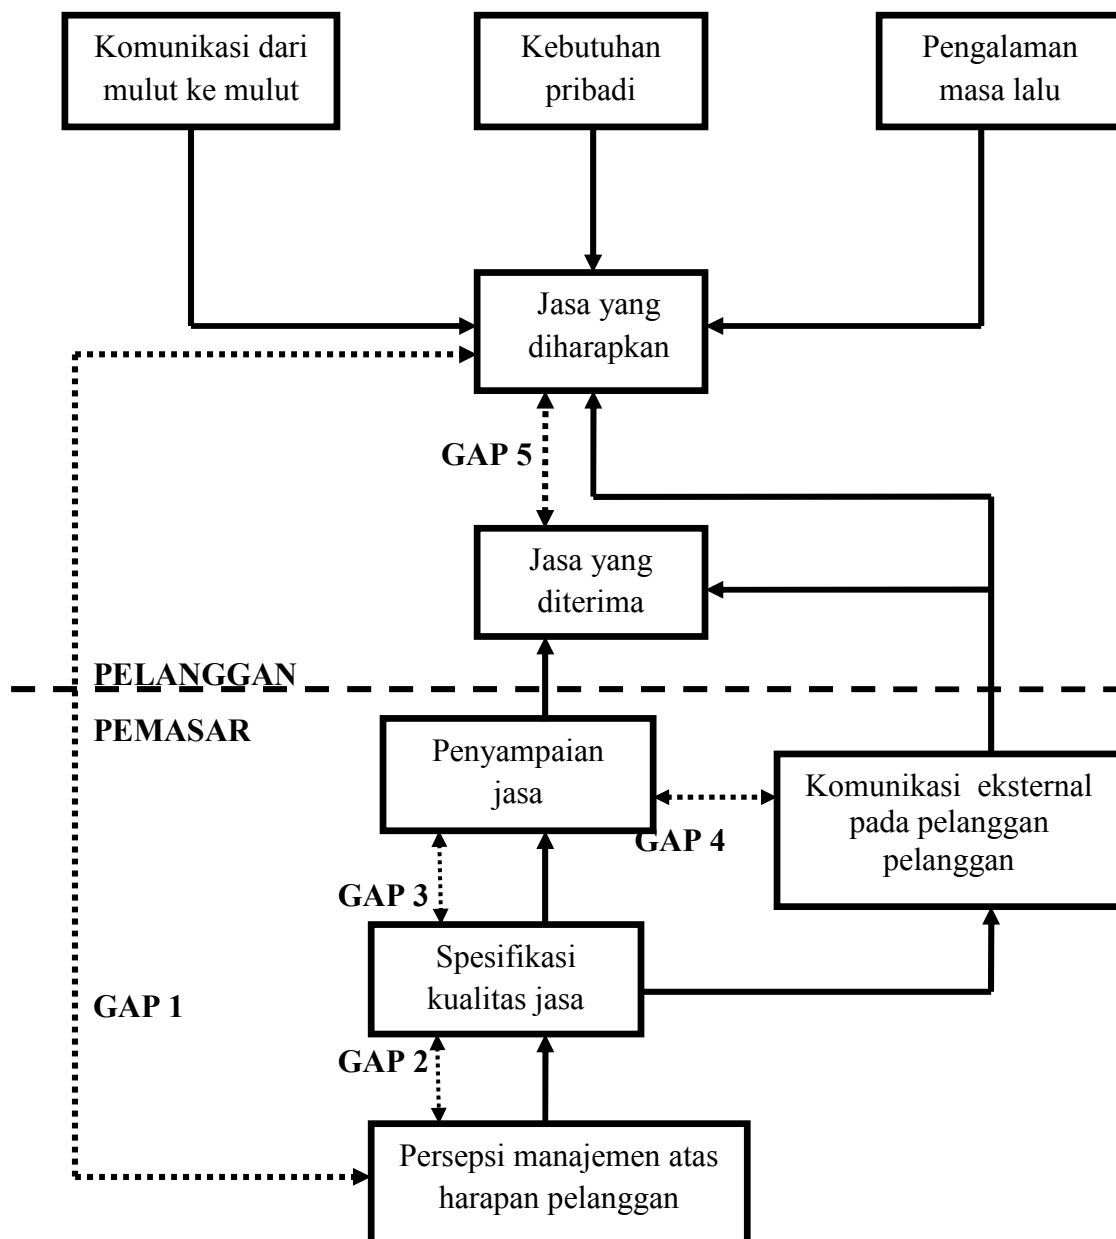 Komunikasi dari
mulut ke mulut
Kebutuhan
pribadi
Pengalaman
masa lalu
Jasa yang
diharapkan
GAP 5
Jasa yang
diterima
PELANGGAN
PEMASAR
Penyampaian
jasa
Komunikasi eksternal
pada pelanggan
pelanggan
GAP 4
GAP 3
Spesifikasi
kualitas jasa
GAP 1
GAP 2
Persepsi manajemen atas
harapan pelanggan